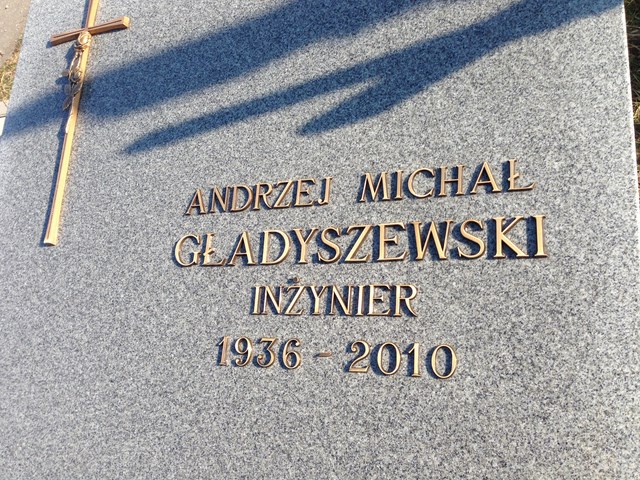 ANDRZEJ MICHAŁ
GŁADYSZEWSKI
INŻYNIER
1936 - 2010